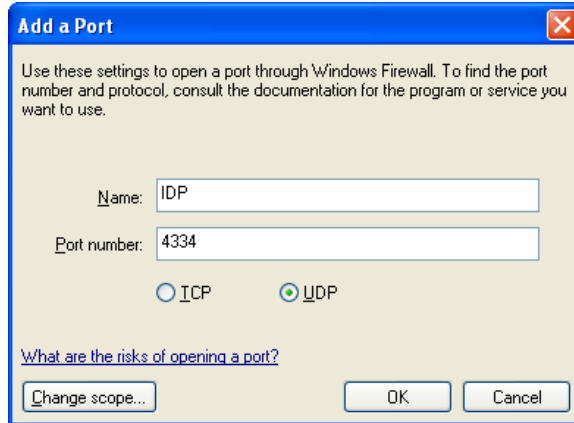 Add a Port
Use these settings to open a port through Windows Firewall. To find the port
number and protocol, consult the documentation for the program or service you
want to use.
Name: IDP
Port number: 4334
TCP UDP
What are the risks of opening a port?
Change scope... OK Cancel